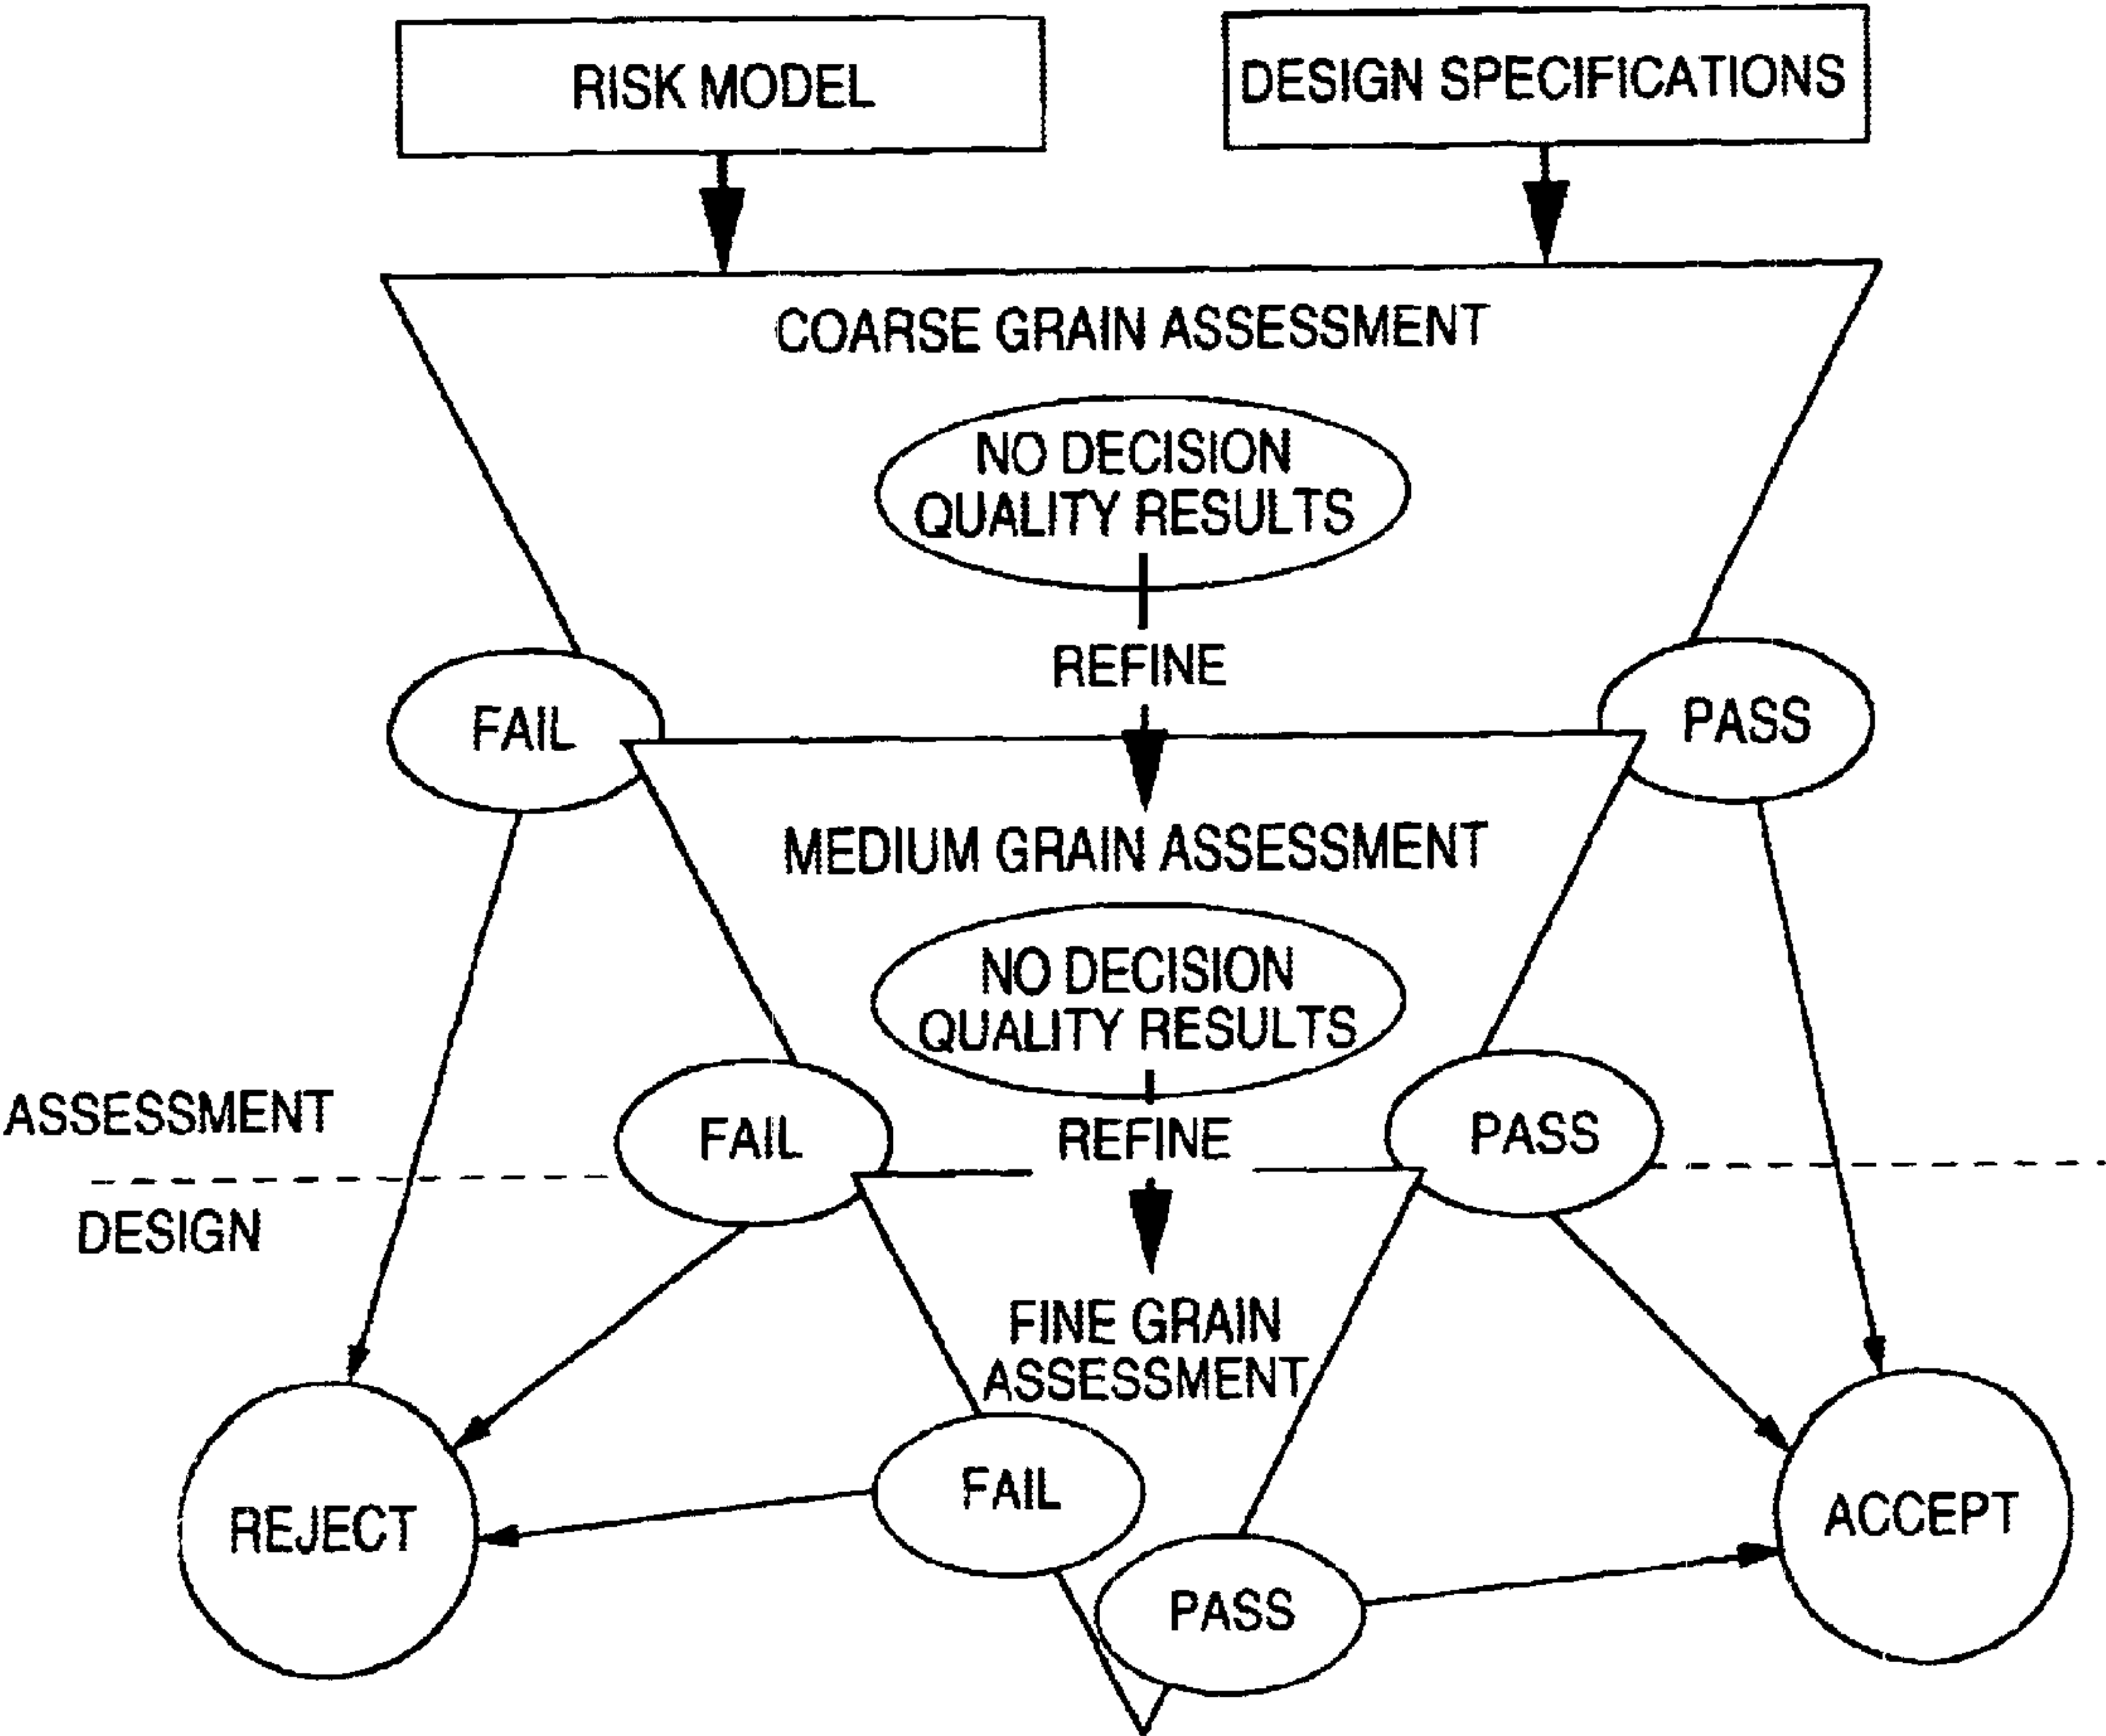 RISK MODEL
DESIGN SPECIFICATIONS
COARSE GRAIN ASSESSMENT
NO DECISION
QUALITY RESULTS
REFINE
FAIL
PASS
MEDIUM GRAIN ASSESSMENT
NO DECISION
QUALITY RESULTS
ASSESSMENT
FAIL
REFINE
PASS
DESIGN
FINE GRAIN
ASSESSMENT
FAIL
REJECT
ACCEPT
PASS